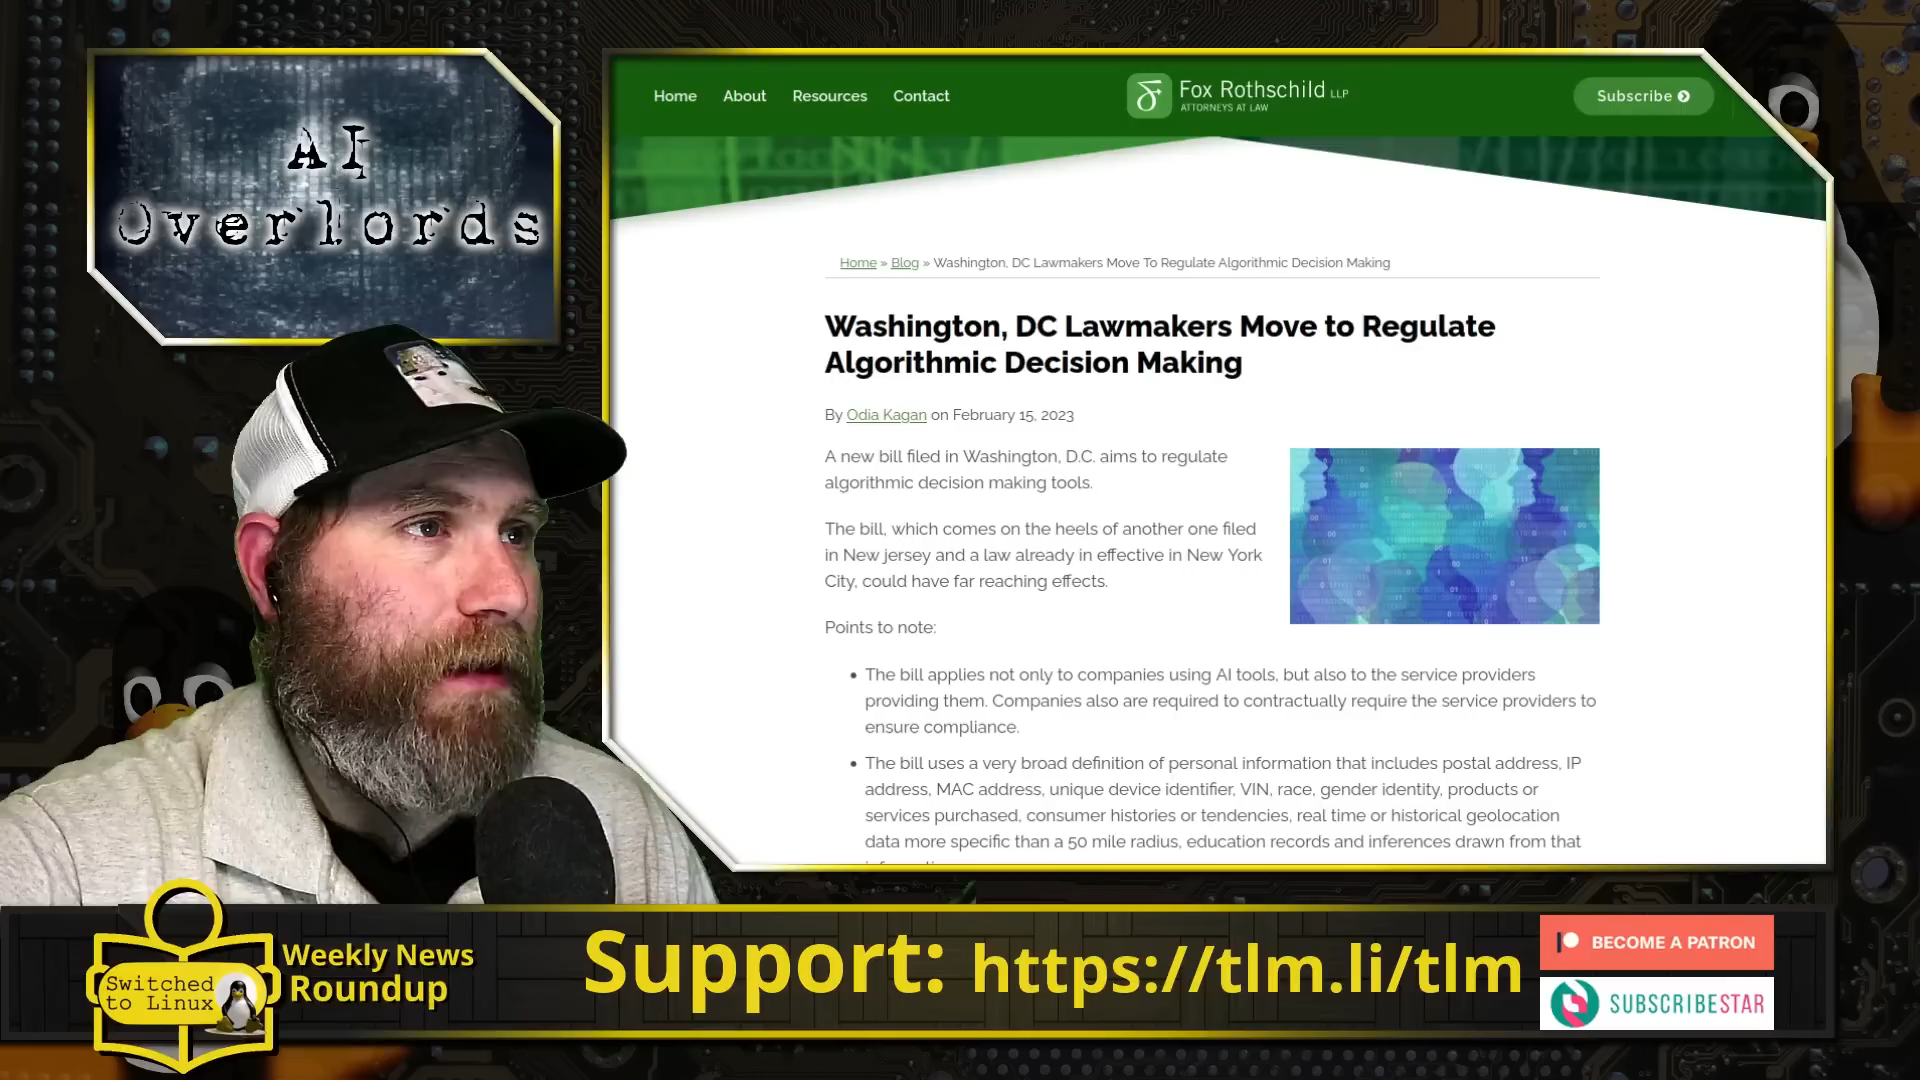 AI
Overlords
Home About Resources Contact
Fox Rothschild LLP
ATTORNEYS AT LAW
Subscribe
Home » Blog » Washington, DC Lawmakers Move To Regulate Algorithmic Decision Making
Washington, DC Lawmakers Move to Regulate
Algorithmic Decision Making
By Odia Kagan on February 15, 2023
A new bill filed in Washington, D.C. aims to regulate
algorithmic decision making tools.
The bill, which comes on the heels of another one filed
in New jersey and a law already in effective in New York
City, could have far reaching effects.
Points to note:
• The bill applies not only to companies using AI tools, but also to the service providers
providing them. Companies also are required to contractually require the service providers to
ensure compliance.
• The bill uses a very broad definition of personal information that includes postal address, IP
address, MAC address, unique device identifier, VIN, race, gender identity, products or
services purchased, consumer histories or tendencies, real time or historical geolocation
data more specific than a 50 mile radius, education records and inferences drawn from that
Switched
to Linux
Weekly News
Roundup
Support: https://tlm.li/tlm
BECOME A PATRON
SUBSCRIBESTAR